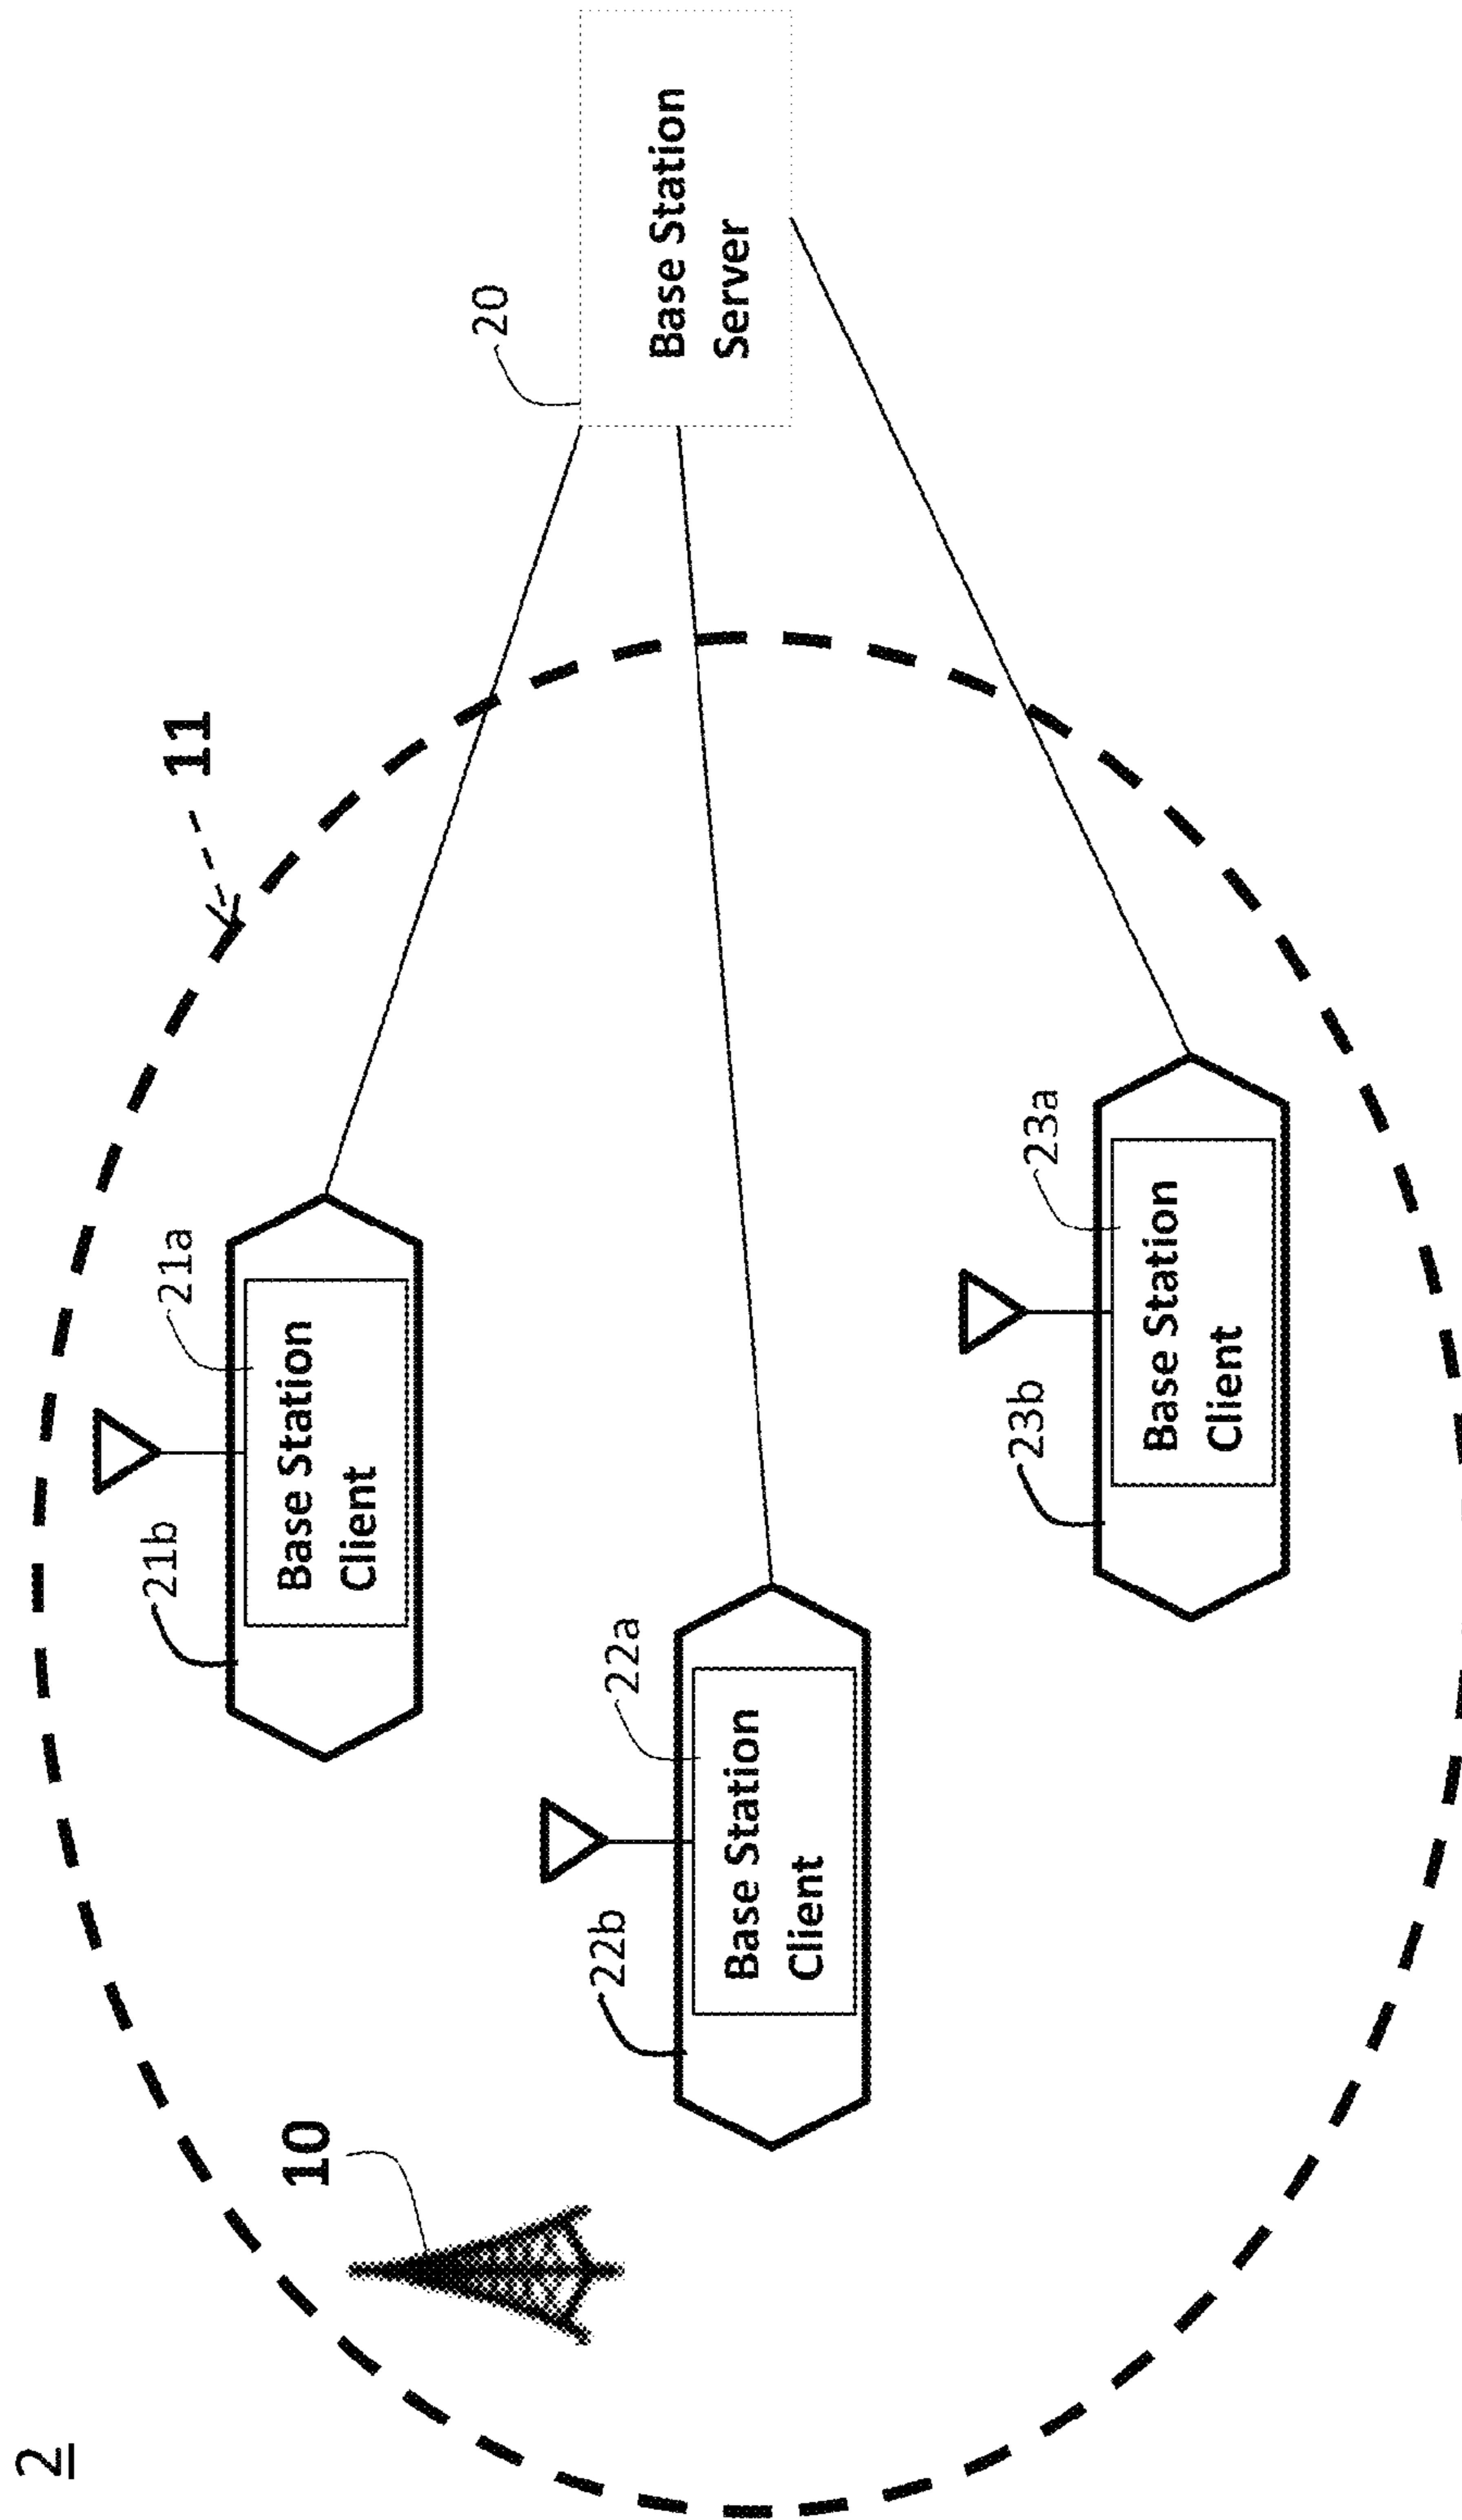 2
11
21b
21a
Base Station
Client
10
20
Base Station
Server
22b
22a
Base Station
Client
23b
23a
Base Station
Client